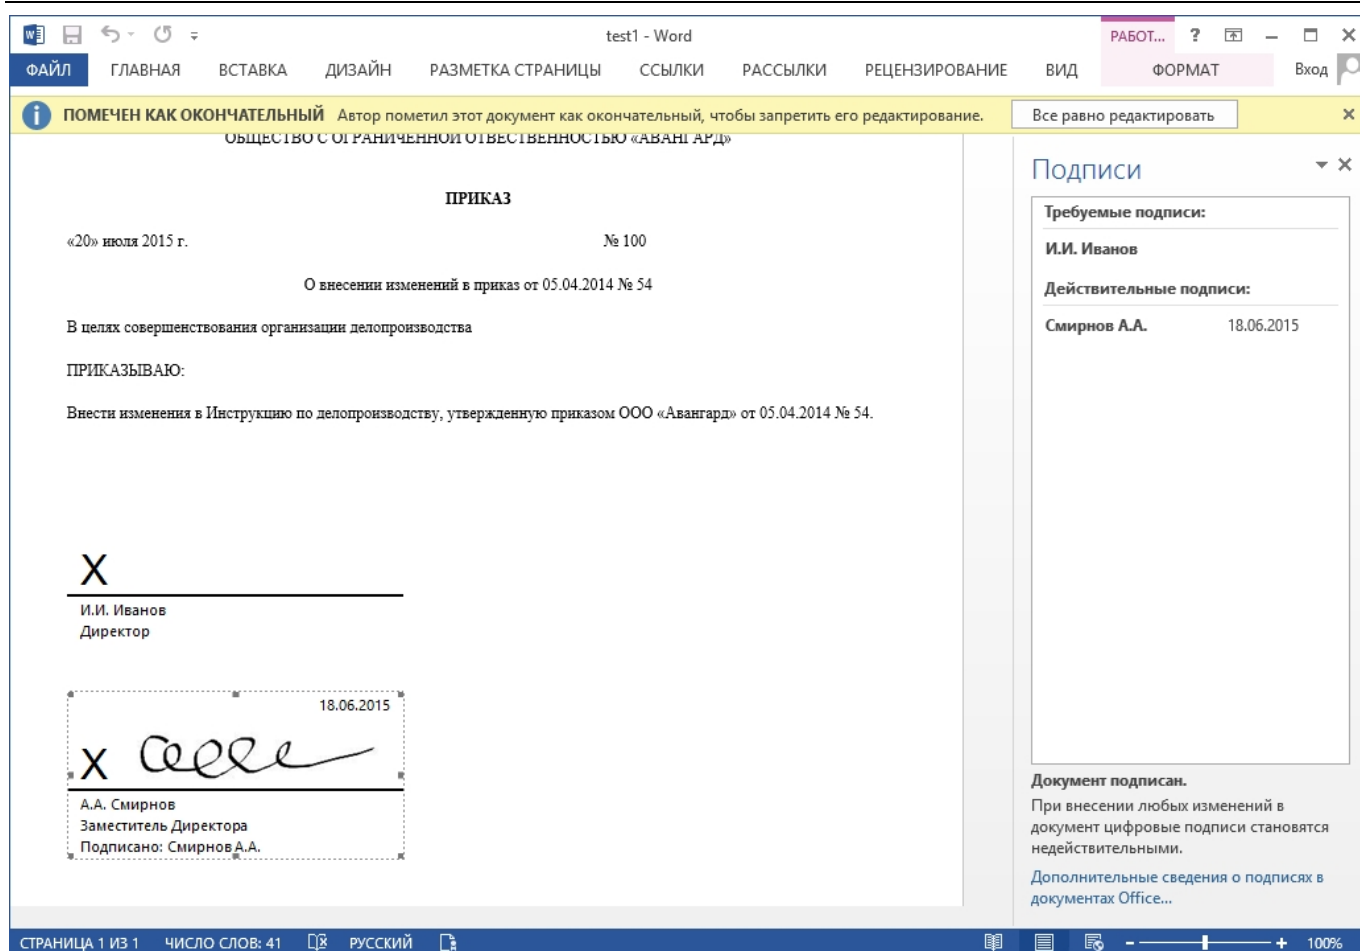 test1 - Word
РАБОТ...
ФАЙЛ ГЛАВНАЯ ВСТАВКА ДИЗАЙН РАЗМЕТКА СТРАНИЦЫ ССЫЛКИ РАССЫЛКИ РЕЦЕНЗИРОВАНИЕ ВИД ФОРМАТ Вход
ПОМЕЧЕН КАК ОКОНЧАТЕЛЬНЫЙ Автор пометил этот документ как окончательный, чтобы запретить его редактирование. Все равно редактировать
ОБЩЕСТВО С ОГРАНИЧЕННОЙ ОТВЕСТВЕННОСТЬЮ «АВАНГАРД»
ПРИКАЗ
«20» июля 2015 г. № 100
О внесении изменений в приказ от 05.04.2014 № 54
В целях совершенствования организации делопроизводства
ПРИКАЗЫВАЮ:
Внести изменения в Инструкцию по делопроизводству, утвержденную приказом ООО «Авангард» от 05.04.2014 № 54.
X
И.И. Иванов
Директор
18.06.2015
X
А.А. Смирнов
Заместитель Директора
Подписано: Смирнов А.А.
Подписи
Требуемые подписи:
И.И. Иванов
Действительные подписи:
Смирнов А.А. 18.06.2015
Документ подписан.
При внесении любых изменений в
документ цифровые подписи становятся
недействительными.
Дополнительные сведения о подписях в
документах Office...
СТРАНИЦА 1 ИЗ 1 ЧИСЛО СЛОВ: 41 РУССКИЙ 100%